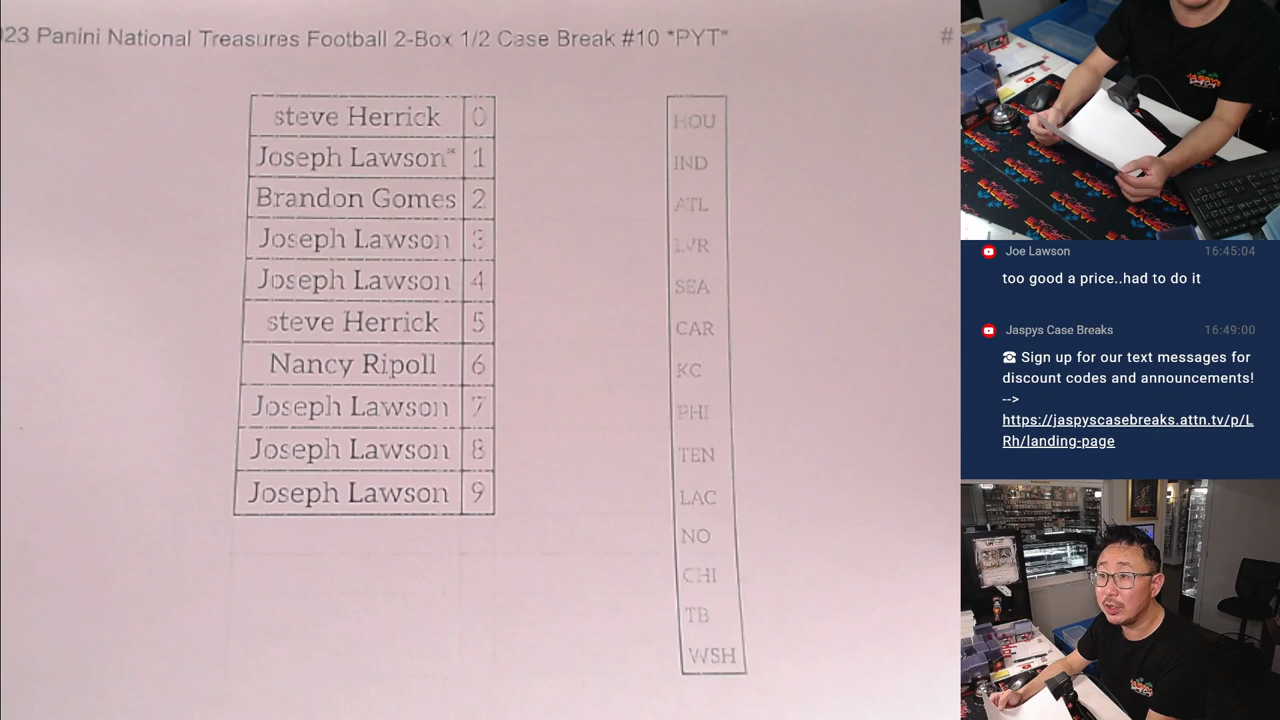 023 Panini National Treasures Football 2-Box 1/2 Case Break #10 *PYT*
#
steve Herrick 0
Joseph Lawson* 1
Brandon Gomes 2
Joseph Lawson 3
Joseph Lawson 4
steve Herrick 5
Nancy Ripoll 6
Joseph Lawson 7
Joseph Lawson 8
Joseph Lawson 9
HOU
IND
ATL
LVR
SEA
CAR
KC
PHI
TEN
LAC
NO
CHI
TB
WSH
Joe Lawson 16:45:04
too good a price..had to do it
Jaspys Case Breaks 16:49:00
☎ Sign up for our text messages for
discount codes and announcements!
-->
https://jaspyscasebreaks.attn.tv/p/L
Rh/landing-page